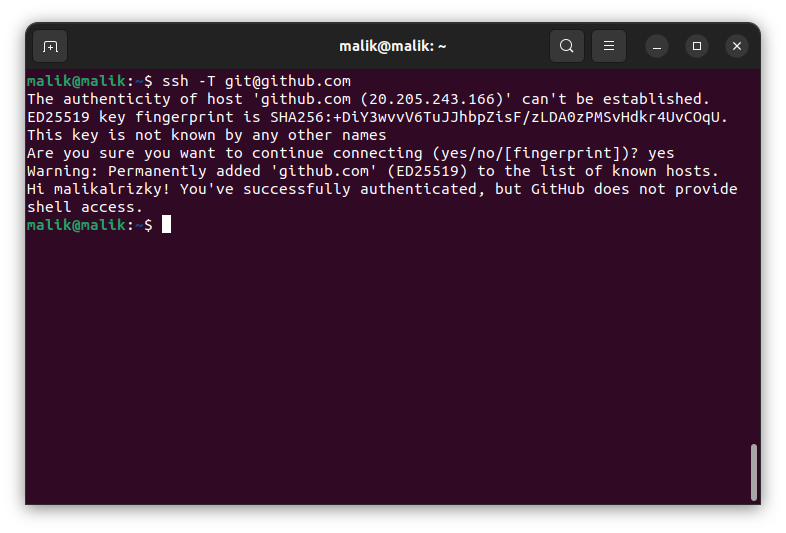 malik@malik: ~
malik@malik:~$ ssh -T git@github.com
The authenticity of host 'github.com (20.205.243.166)' can't be established.
ED25519 key fingerprint is SHA256:+DiY3wvvV6TuJJhbpZisF/zLDA0zPMSvHdkr4UvCOqU.
This key is not known by any other names
Are you sure you want to continue connecting (yes/no/[fingerprint])? yes
Warning: Permanently added 'github.com' (ED25519) to the list of known hosts.
Hi malikalrizky! You've successfully authenticated, but GitHub does not provide
shell access.
malik@malik:~$